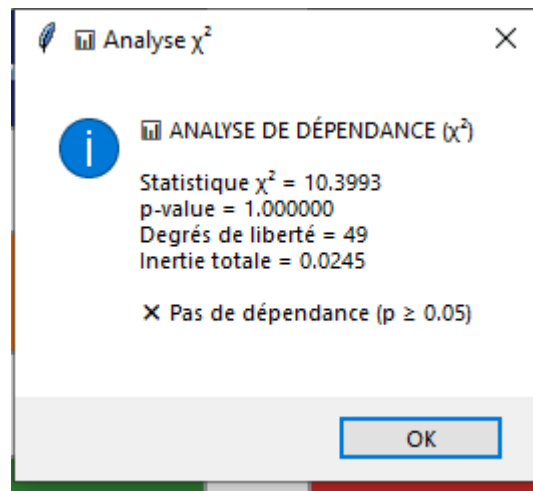 📊 Analyse χ²
📊 ANALYSE DE DÉPENDANCE (χ²)
Statistique χ² = 10.3993
p-value = 1.000000
Degrés de liberté = 49
Inertie totale = 0.0245
❌ Pas de dépendance (p ≥ 0.05)
OK